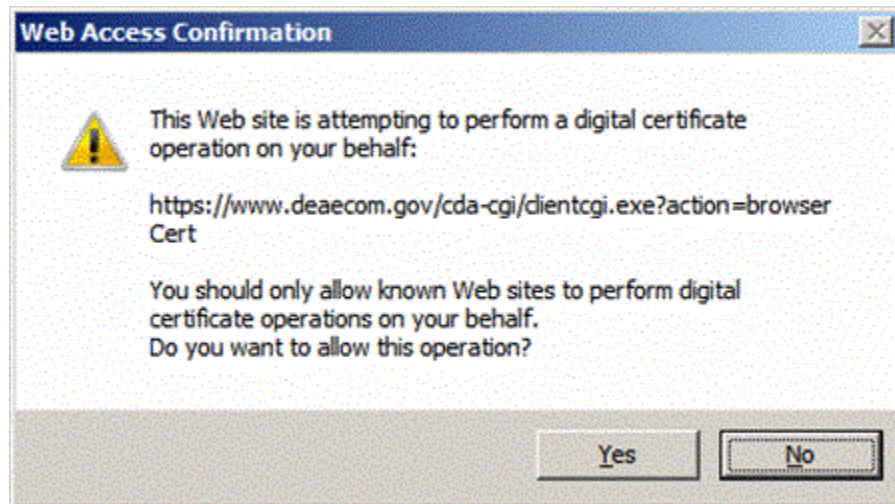 Web Access Confirmation
This Web site is attempting to perform a digital certificate
operation on your behalf:
https://www.deaecom.gov/cda-cgi/clientcgi.exe?action=browser
Cert
You should only allow known Web sites to perform digital
certificate operations on your behalf.
Do you want to allow this operation?
Yes
No